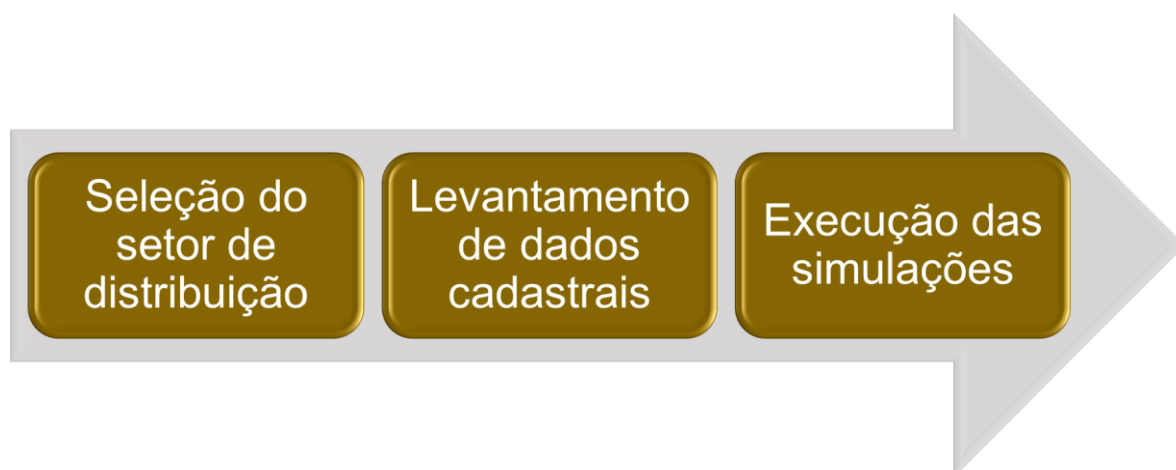 Seleção do
setor de
distribuição
Levantamento
de dados
cadastrais
Execução das
simulações